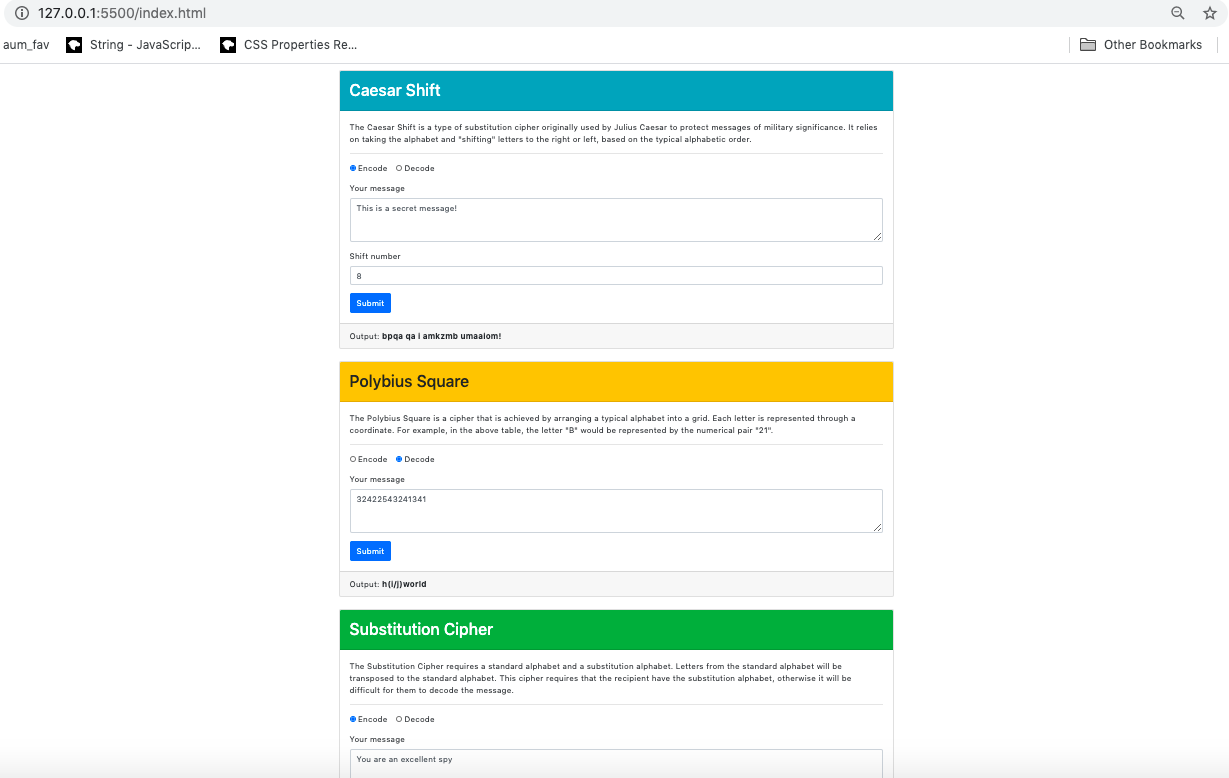 127.0.0.1:5500/index.html
aum_fav String - JavaScrip... CSS Properties Re... Other Bookmarks
Caesar Shift
The Caesar Shift is a type of substitution cipher originally used by Julius Caesar to protect messages of military significance. It relies
on taking the alphabet and "shifting" letters to the right or left, based on the typical alphabetic order.
Encode Decode
Your message
This is a secret message!
Shift number
8
Submit
Output: bpqa qa i amkzmb umaaiom!
Polybius Square
The Polybius Square is a cipher that is achieved by arranging a typical alphabet into a grid. Each letter is represented through a
coordinate. For example, in the above table, the letter "B" would be represented by the numerical pair "21".
Encode Decode
Your message
32422543241341
Submit
Output: h(i/j)world
Substitution Cipher
The Substitution Cipher requires a standard alphabet and a substitution alphabet. Letters from the standard alphabet will be
transposed to the standard alphabet. This cipher requires that the recipient have the substitution alphabet, otherwise it will be
difficult for them to decode the message.
Encode Decode
Your message
You are an excellent spy